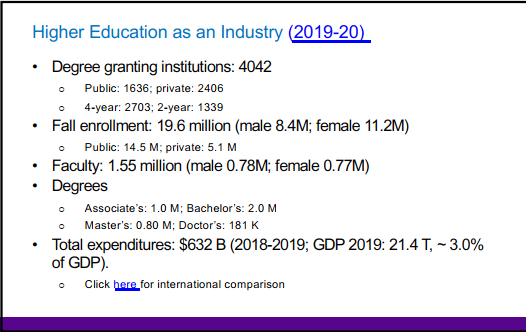 Higher Education as an Industry (2019-20)
• Degree granting institutions: 4042
o Public: 1636; private: 2406
o 4-year: 2703; 2-year: 1339
• Fall enrollment: 19.6 million (male 8.4M; female 11.2M)
o Public: 14.5 M; private: 5.1 M
• Faculty: 1.55 million (male 0.78M; female 0.77M)
• Degrees
o Associate's: 1.0 M; Bachelor's: 2.0 M
o Master's: 0.80 M; Doctor's: 181 K
• Total expenditures: $632 B (2018-2019; GDP 2019: 21.4 T, ~ 3.0%
of GDP).
o Click here for international comparison